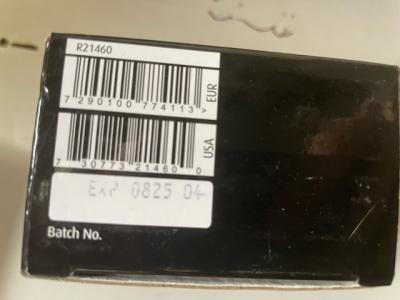 R21460
7 290100 774113 >
EUR
7 30773 21460 0
USA
EXP 0825 04
Batch No.